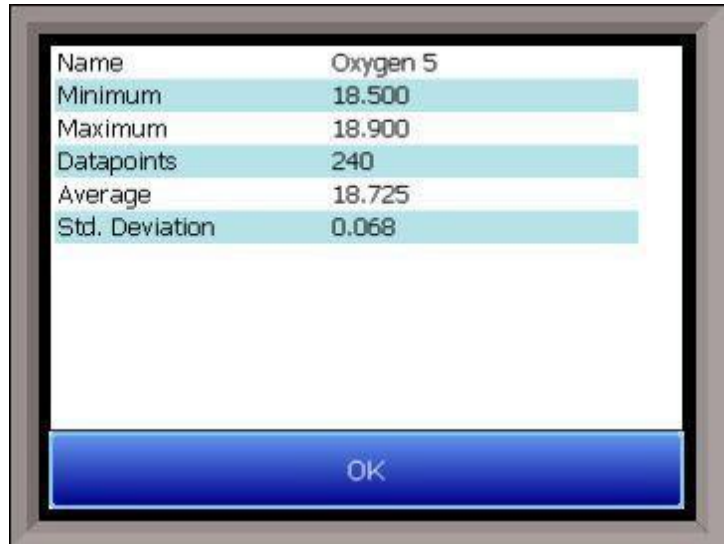 Name Oxygen 5
Minimum 18.500
Maximum 18.900
Datapoints 240
Average 18.725
Std. Deviation 0.068
OK